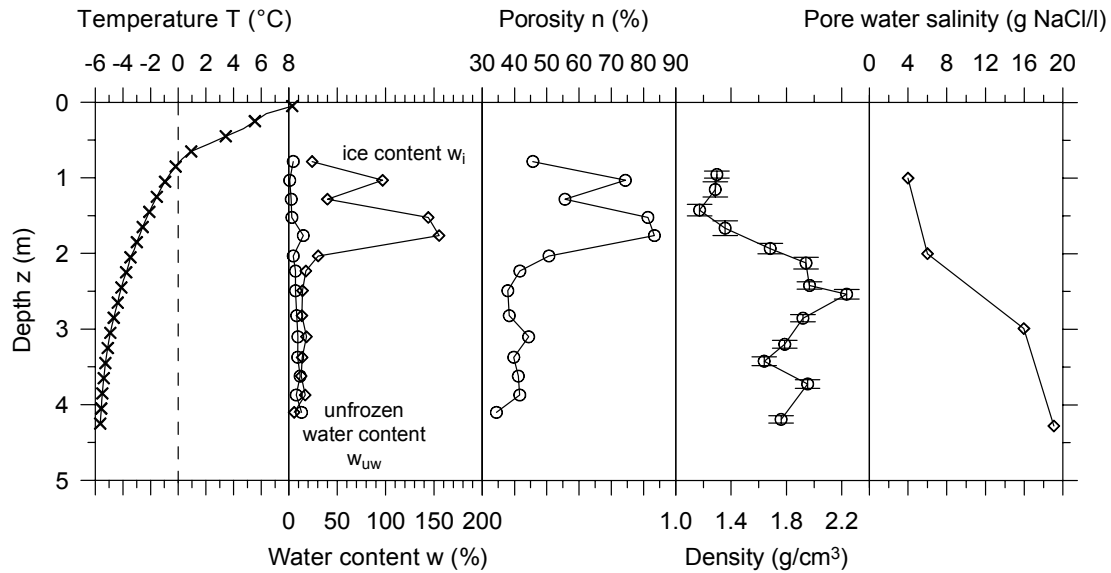 Temperature T (°C)
Porosity n (%)
Pore water salinity (g NaCl/l)
-6 -4 -2 0 2 4 6 8
30 40 50 60 70 80 90
0 4 8 12 16 20
0
1
2
3
4
5
Depth z (m)
ice content wi
unfrozen
water content
wuw
0 50 100 150 200
1.0 1.4 1.8 2.2
Water content w (%)
Density (g/cm³)